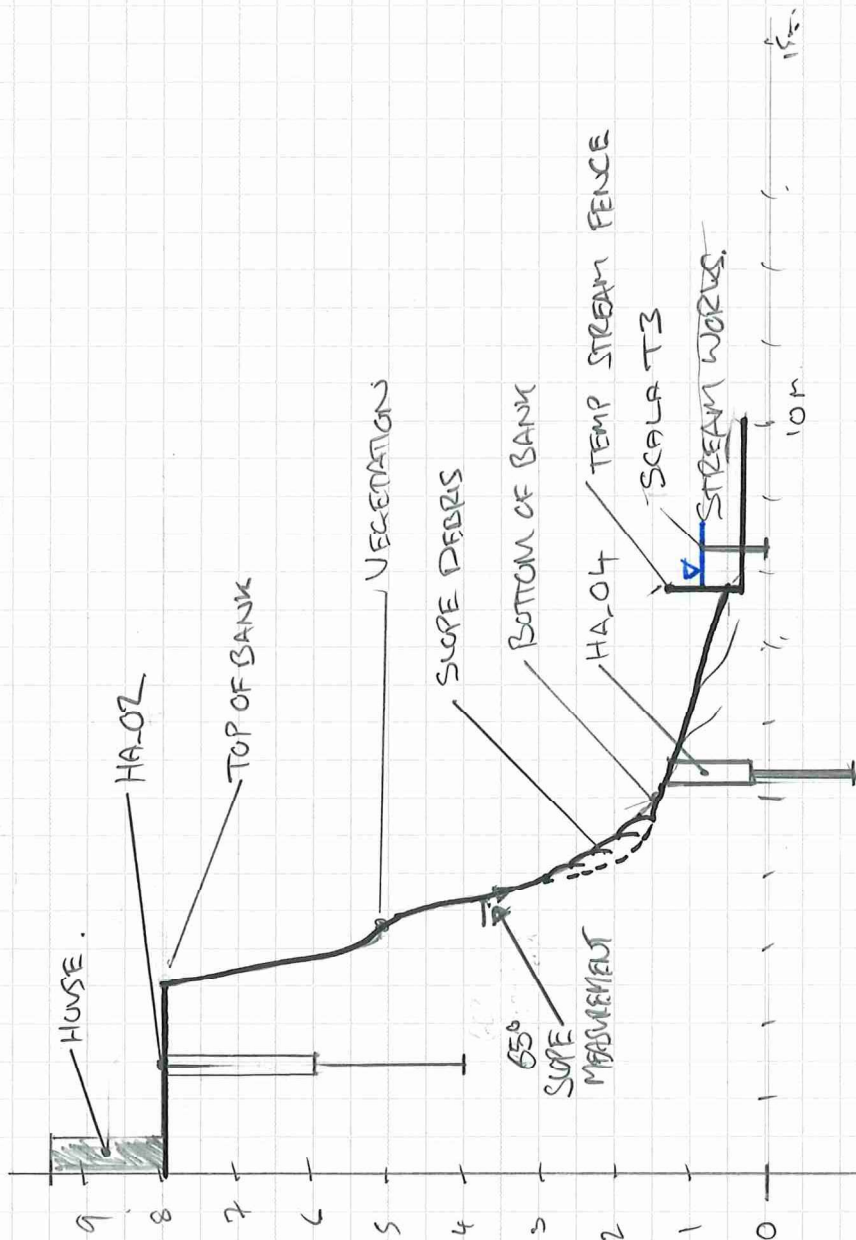 HOUSE.
HA_02
TOP OF BANK
VEGETATION
SLOPE DEBRIS
BOTTOM OF BANK
HA_04
TEMP STREAM FENCE
SCALA-T3
STREAM WORKS.
65°
SLOPE
MEASUREMENT
9
8
7
6
5
4
3
2
1
0
10m.